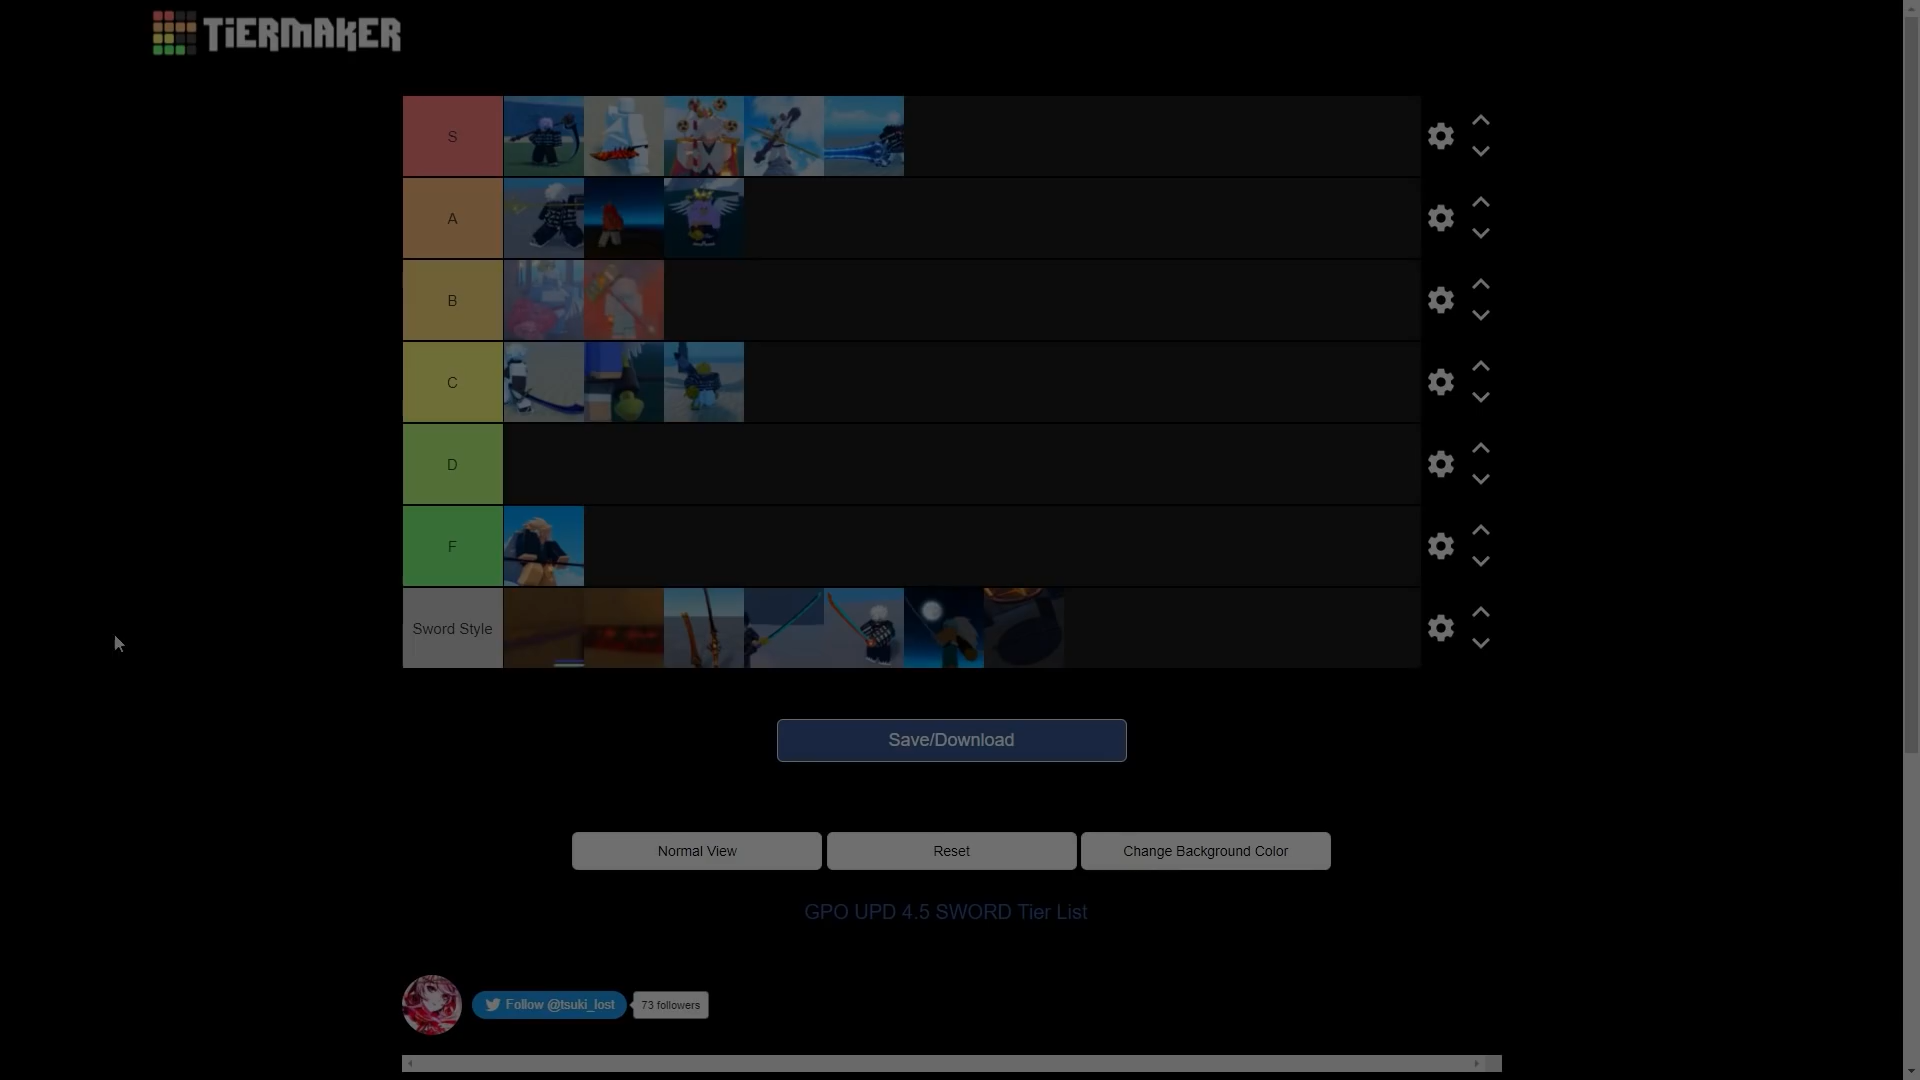 TiERMAKER
S
A
B
C
D
F
Sword Style
Save/Download
Normal View
Reset
Change Background Color
GPO UPD 4.5 SWORD Tier List
Follow @tsuki_lost
73 followers